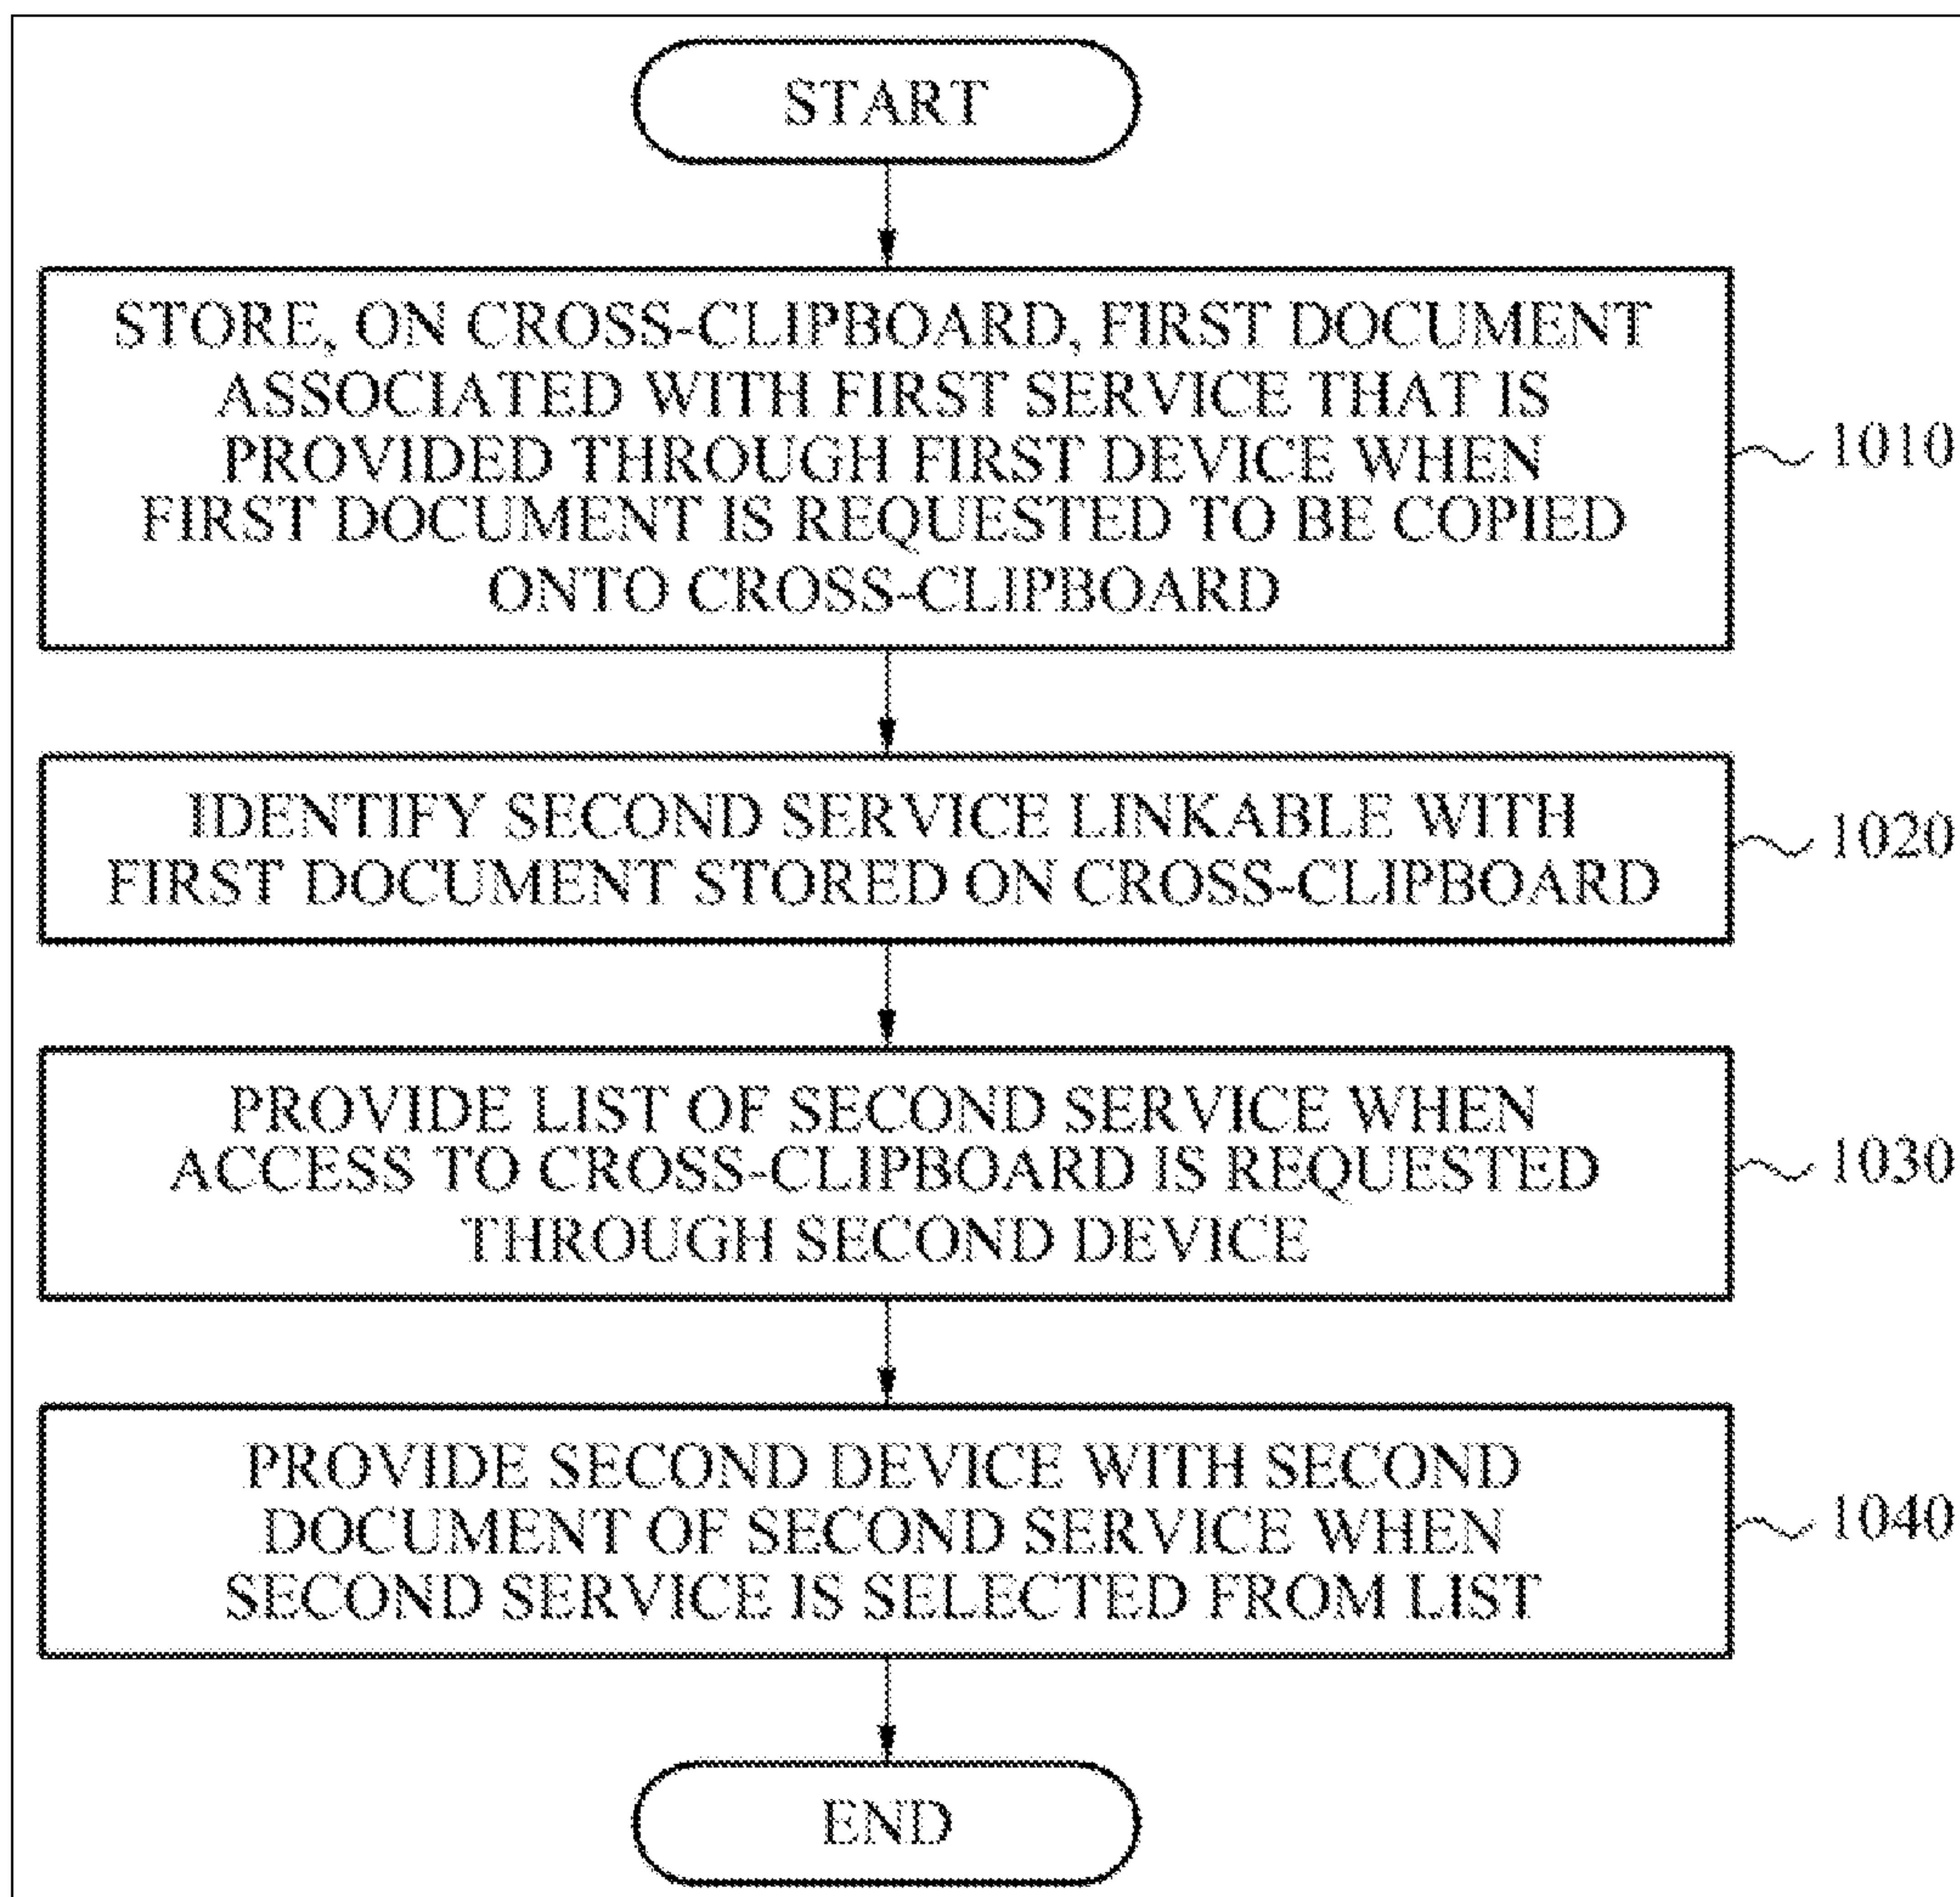 START
STORE, ON CROSS-CLIPBOARD, FIRST DOCUMENT
ASSOCIATED WITH FIRST SERVICE THAT IS
PROVIDED THROUGH FIRST DEVICE WHEN
FIRST DOCUMENT IS REQUESTED TO BE COPIED
ONTO CROSS-CLIPBOARD
1010
IDENTIFY SECOND SERVICE LINKABLE WITH
FIRST DOCUMENT STORED ON CROSS-CLIPBOARD
1020
PROVIDE LIST OF SECOND SERVICE WHEN
ACCESS TO CROSS-CLIPBOARD IS REQUESTED
THROUGH SECOND DEVICE
1030
PROVIDE SECOND DEVICE WITH SECOND
DOCUMENT OF SECOND SERVICE WHEN
SECOND SERVICE IS SELECTED FROM LIST
1040
END